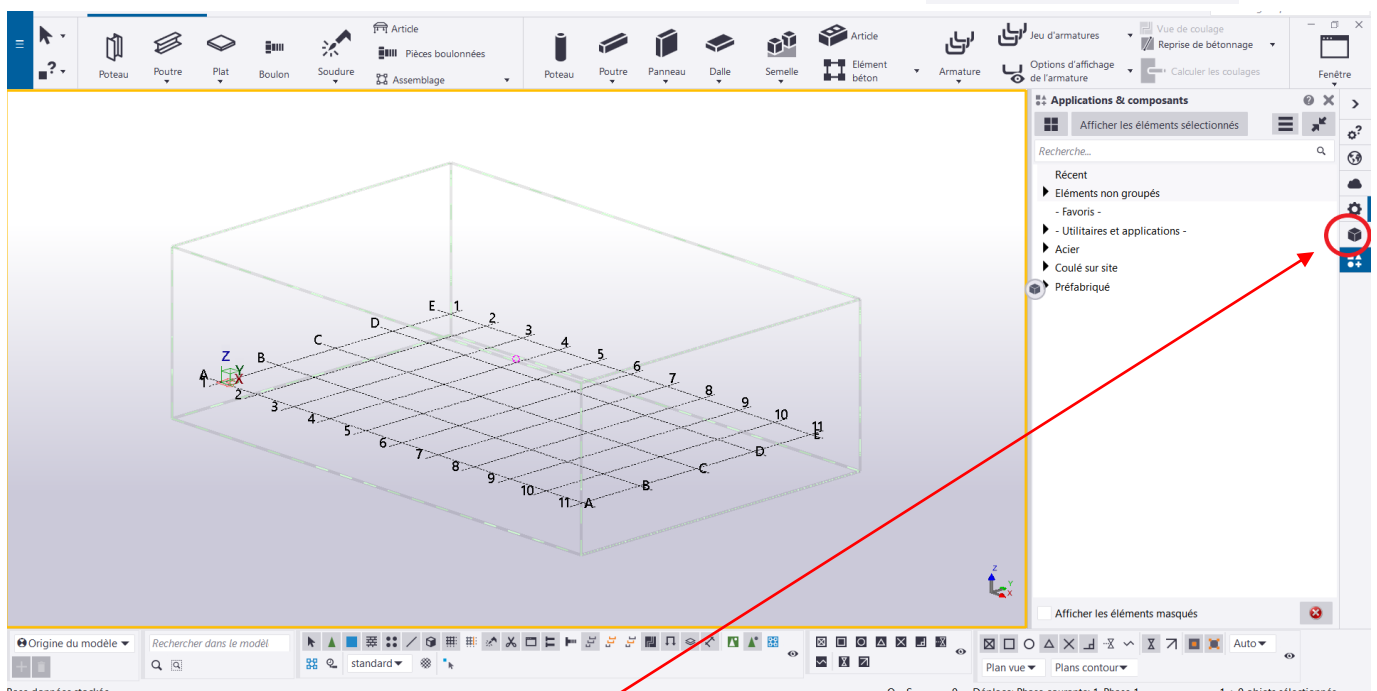 Article
Pièces boulonnées
Assemblage
Poteau
Poutre
Plat
Boulon
Soudure
Poteau
Poutre
Panneau
Dalle
Semelle
Article
Elément
béton
Armature
Jeu d'armatures
Options d'affichage
de l'armature
Vue de coulage
Reprise de bétonnage
Calculer les coulages
Fenêtre
Applications & composants
Afficher les éléments sélectionnés
Recherche...
Récent
Eléments non groupés
- Favoris -
- Utilitaires et applications -
Acier
Coulé sur site
Préfabriqué
E 1
D 2
C 3
B 4
A 5
1 6
Z Y X
2 7
3 8
4 9
5 10
6 11
7 E
8 D
9 C
10 B
11 A
Z
Y
X
Afficher les éléments masqués
Origine du modèle
Rechercher dans le modèl
standard
Auto
Plan vue
Plans contour